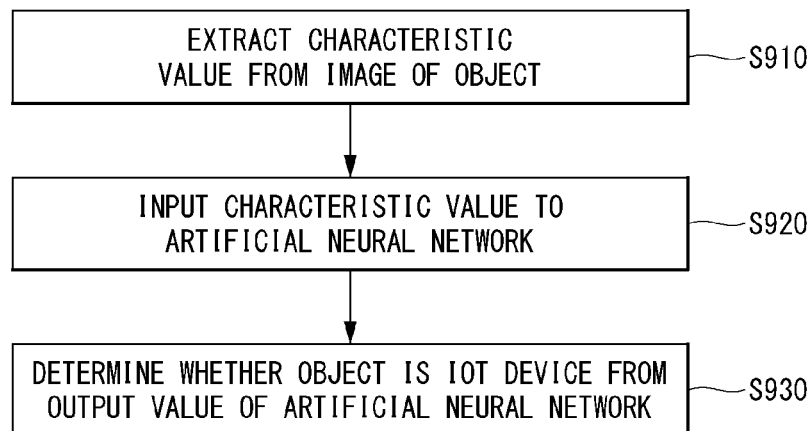 EXTRACT CHARACTERISTIC
VALUE FROM IMAGE OF OBJECT
S910
INPUT CHARACTERISTIC VALUE TO
ARTIFICIAL NEURAL NETWORK
S920
DETERMINE WHETHER OBJECT IS IOT DEVICE FROM
OUTPUT VALUE OF ARTIFICIAL NEURAL NETWORK
S930